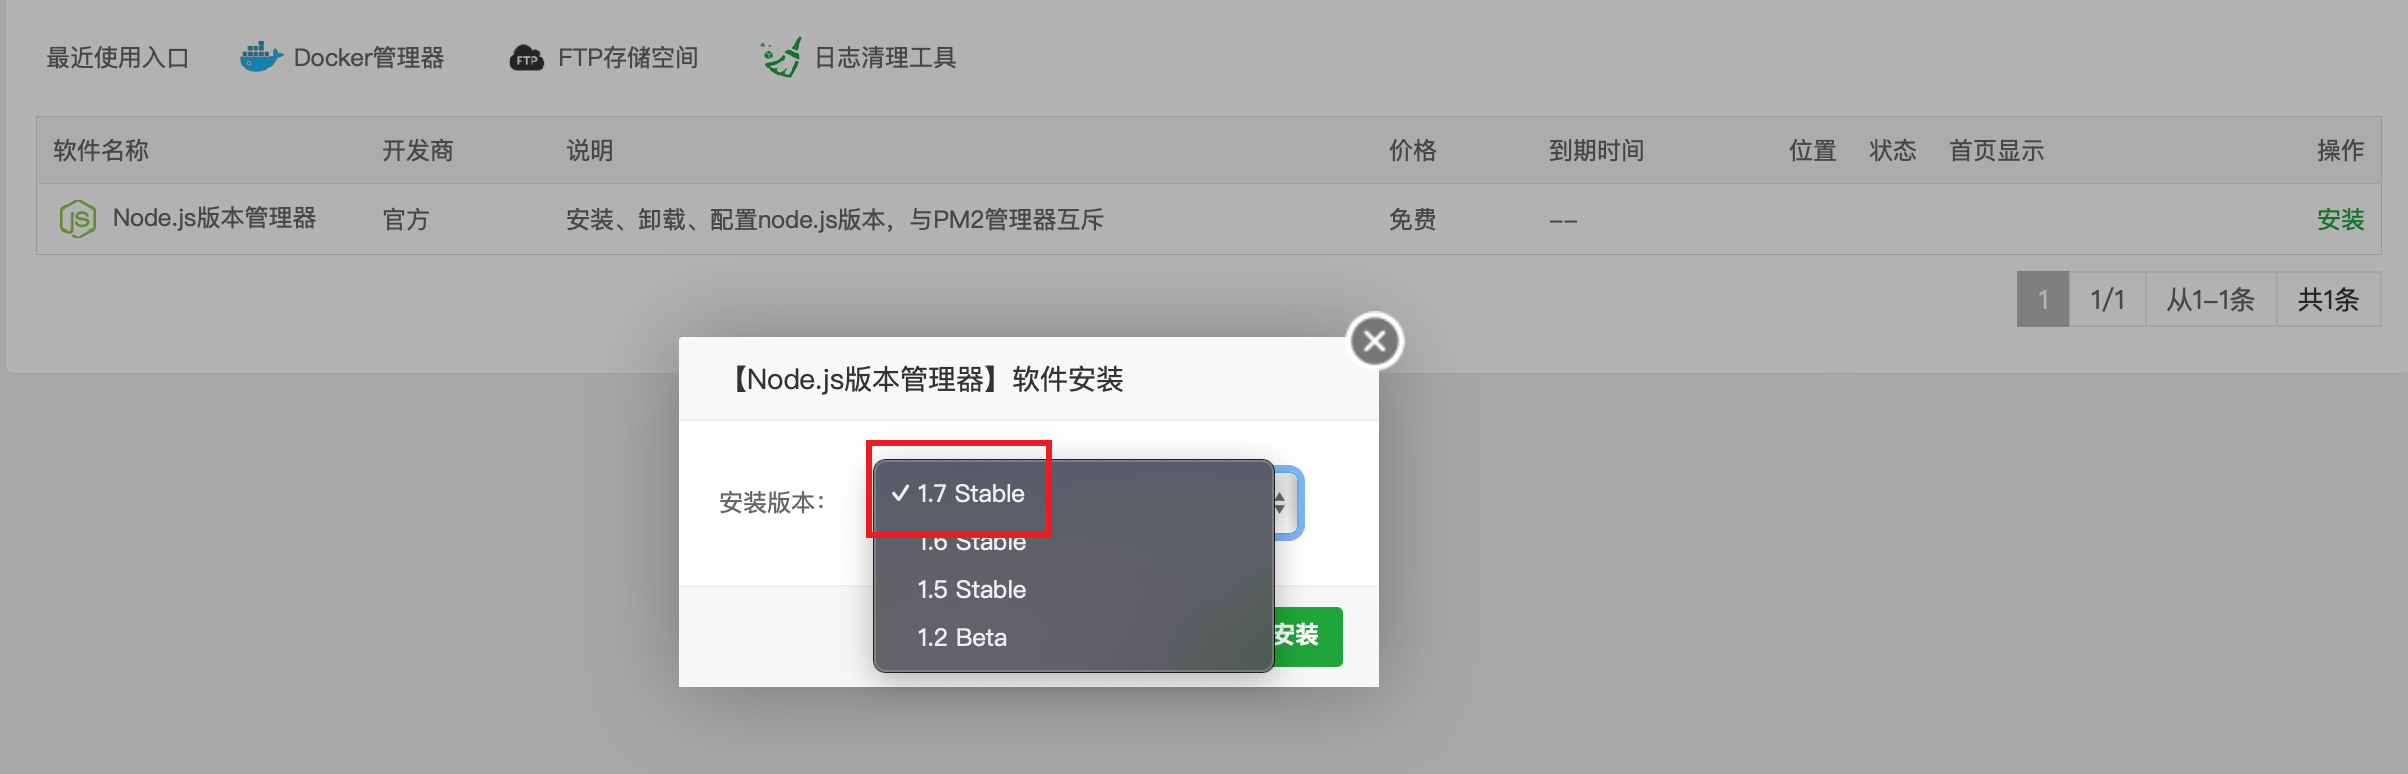 最近使用入口 Docker管理器 FTP FTP存储空间 日志清理工具
软件名称 开发商 说明 价格 到期时间 位置 状态 首页显示 操作
JS Node.js版本管理器 官方 安装、卸载、配置node.js版本，与PM2管理器互斥 免费 -- 安装
1 1/1 从1-1条 共1条
【Node.js版本管理器】软件安装
安装版本：
✓ 1.7 Stable
1.6 Stable
1.5 Stable
1.2 Beta
安装